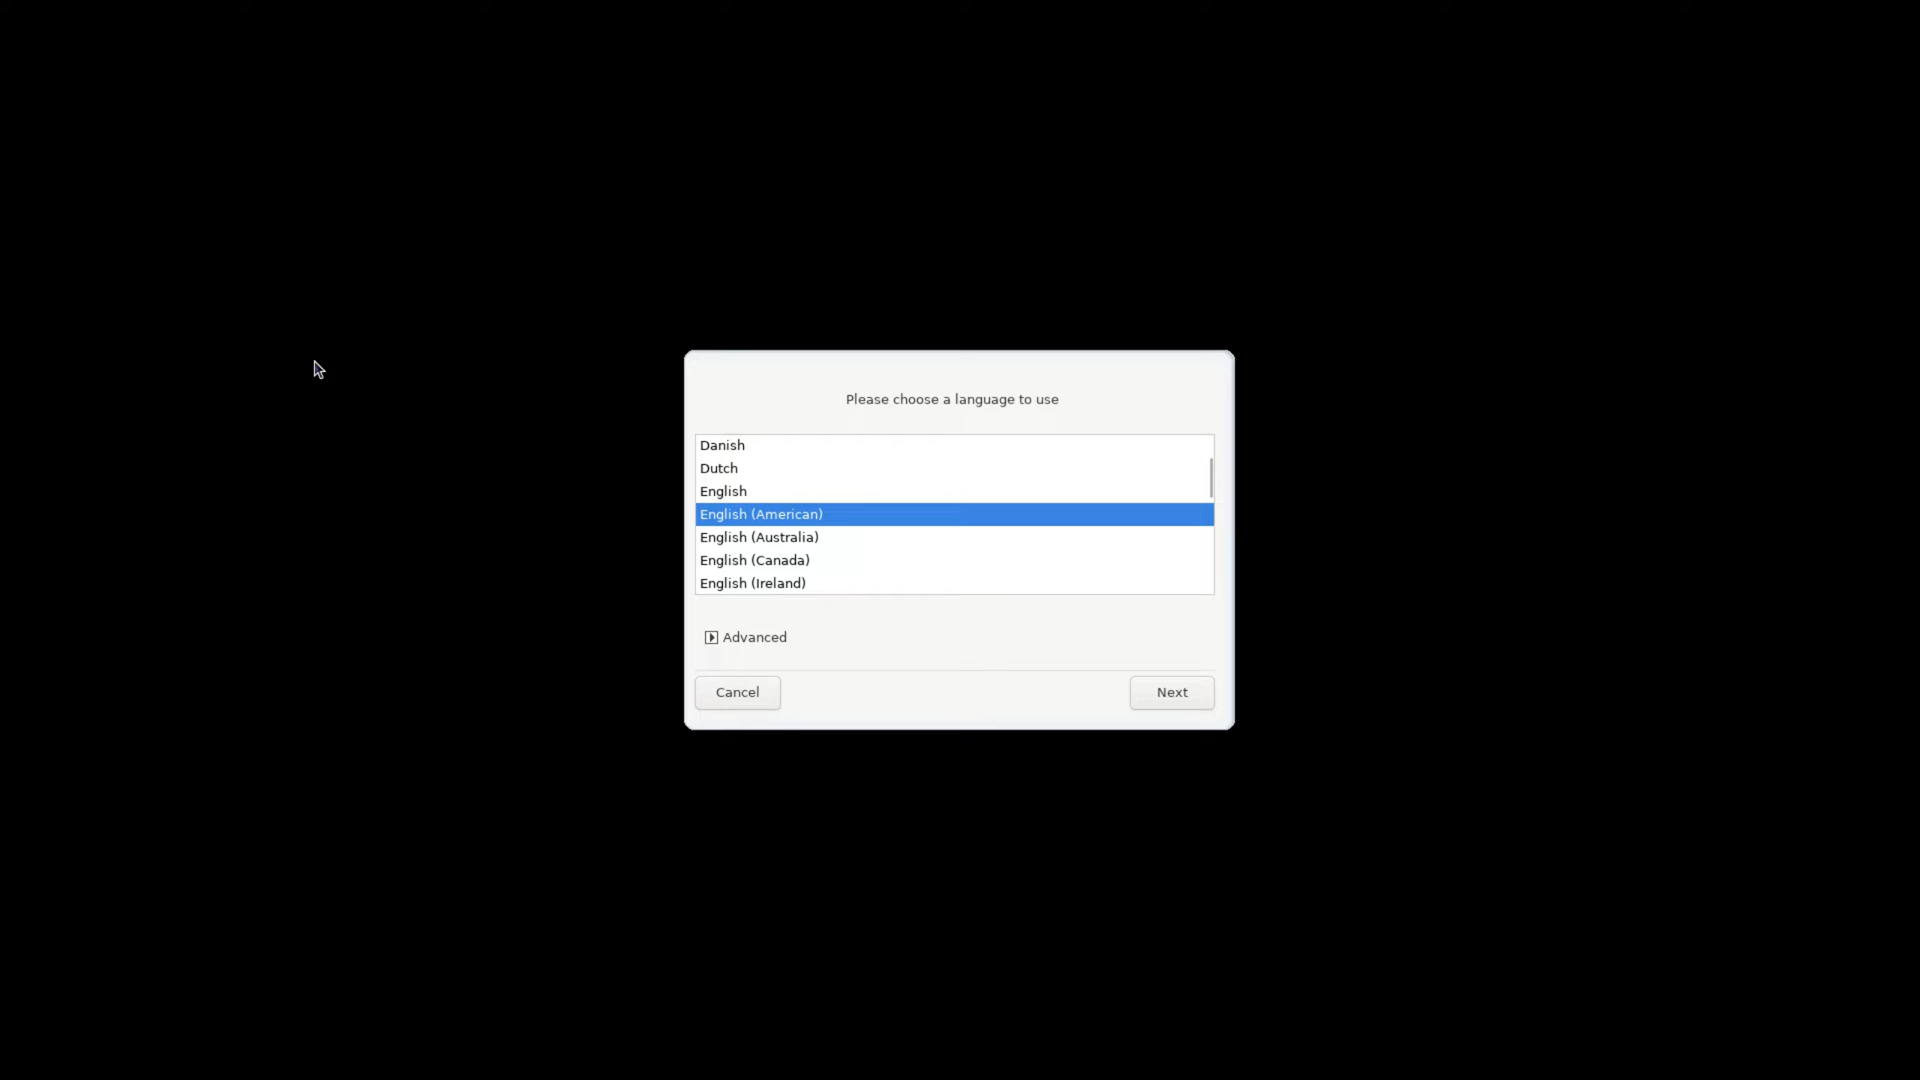 Please choose a language to use
Danish
Dutch
English
English (American)
English (Australia)
English (Canada)
English (Ireland)
Advanced
Cancel
Next